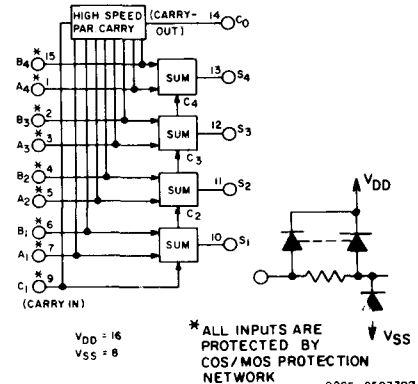 HIGH SPEED
PAR. CARRY
(CARRY-
OUT)
14
C0
* B4 15
* A4 1
SUM
13
S4
C4
* B3 2
* A3 3
SUM
12
S3
C3
* B2 4
* A2 5
SUM
11
S2
C2
* B1 6
* A1 7
SUM
10
S1
* C1 9
(CARRY IN)
VDD
VSS
VDD = 16
VSS = 8
* ALL INPUTS ARE
PROTECTED BY
COS/MOS PROTECTION
NETWORK